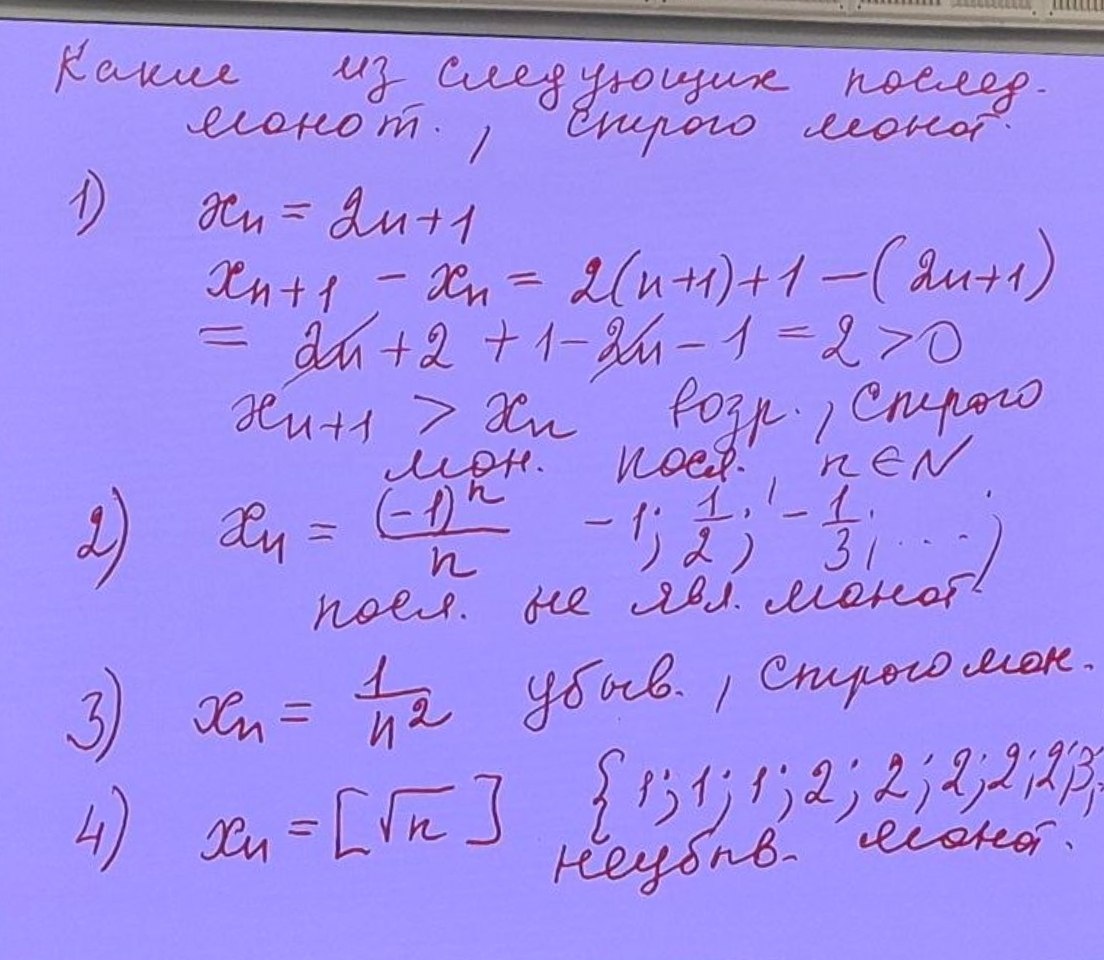 Какие из следующих послед.
монот., строго монот.
1) xn = 2n+1
xn+1 - xn = 2(n+1)+1-(2n+1)
= 2n+2+1-2n-1 = 2>0
xn+1 > xn возр., строго
мон. посл., n∈N
2) xn = (-1)^n/n -1; 1/2; -1/3; ...;
посл. не явл. монот.
3) xn = 1/n² убыв., строго мон.
4) xn = [√n] {1;1;1;2;2;2;2;2;3;
неубыв. монот.